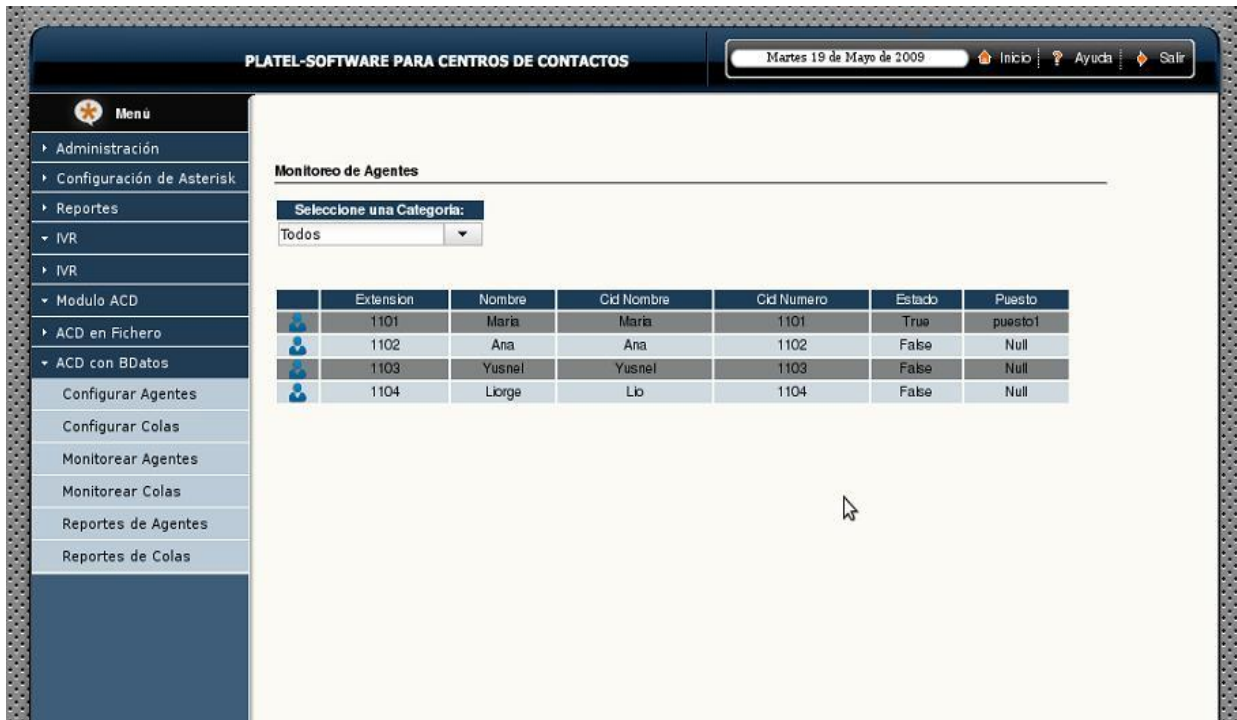 PLATEL-SOFTWARE PARA CENTROS DE CONTACTOS
Martes 19 de Mayo de 2009
Inicio
? Ayuda
Salir
Menú
Administración
Configuración de Asterisk
Reportes
IVR
IVR
Modulo ACD
ACD en Fichero
ACD con BDatos
Configurar Agentes
Configurar Colas
Monitorear Agentes
Monitorear Colas
Reportes de Agentes
Reportes de Colas
Monitoreo de Agentes
Seleccione una Categoría:
Todos
Extension Nombre Cid Nombre Cid Numero Estado Puesto
1101 Maria Maria 1101 True puesto1
1102 Ana Ana 1102 False Null
1103 Yusnel Yusnel 1103 False Null
1104 Liorge Lio 1104 False Null